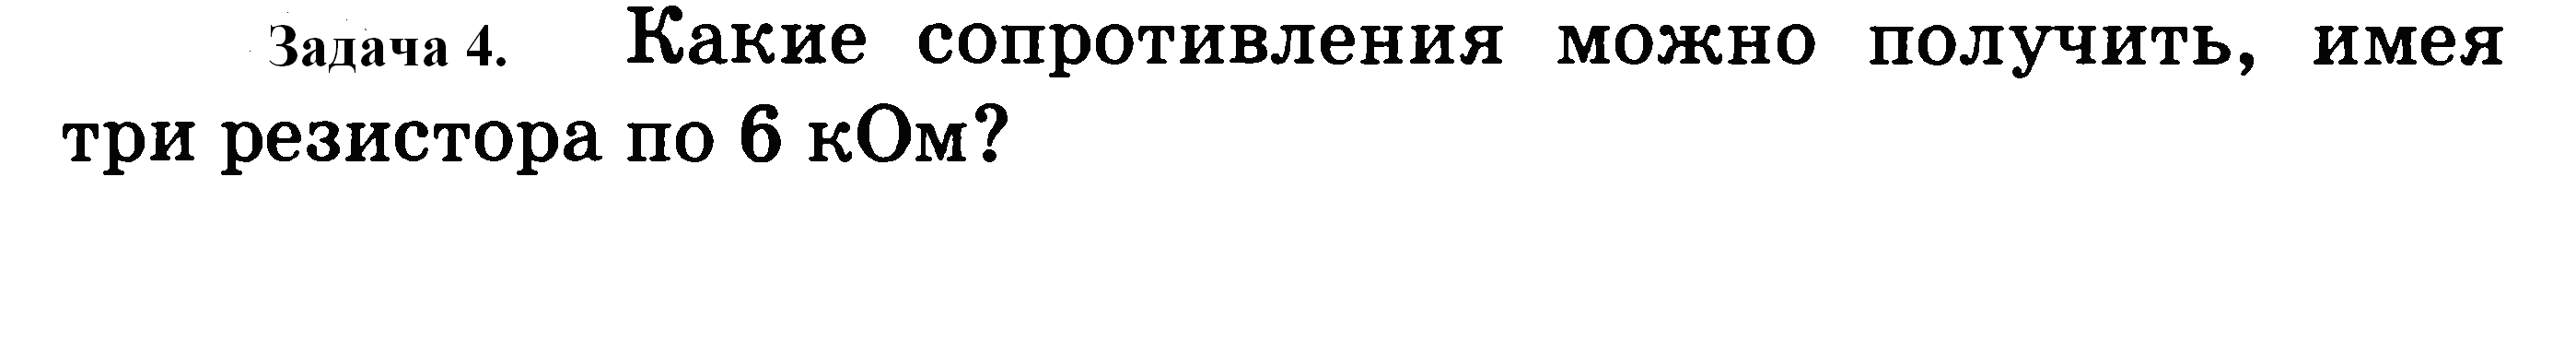 Задача 4. Какие сопротивления можно получить, имея
три резистора по 6 кОм?